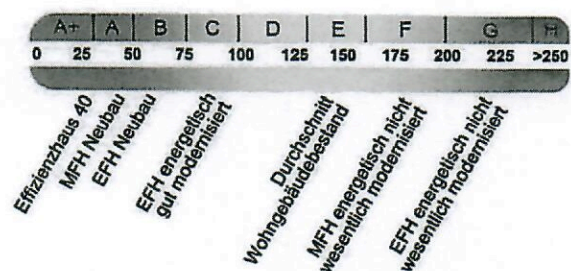 A+ A B C D E F G H
0 25 50 75 100 125 150 175 200 225 >250
Effizienzhaus 40
MFH Neubau
EFH Neubau
EFH energetisch
gut modernisiert
Durchschnitt
Wohngebäudebestand
MFH energetisch nicht
wesentlich modernisiert
EFH energetisch nicht
wesentlich modernisiert